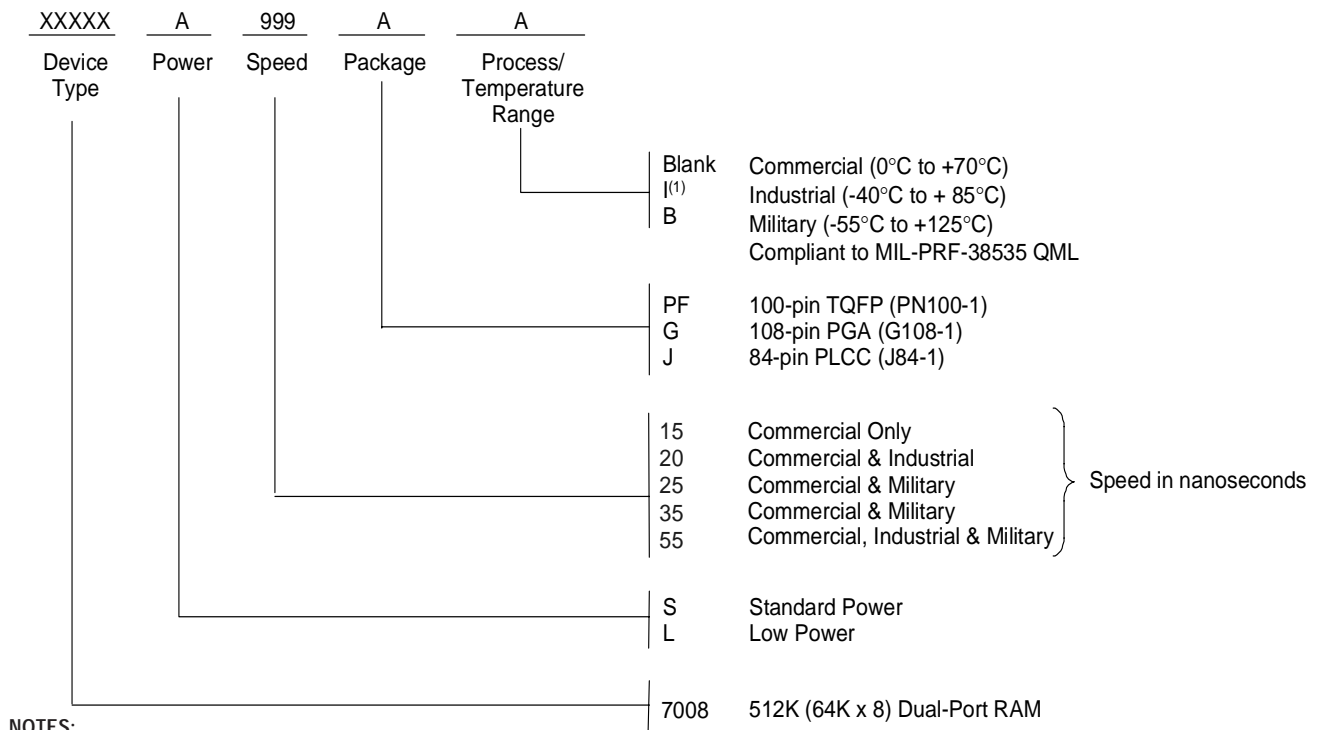 XXXXX A 999 A A
Device Type Power Speed Package Process/ Temperature Range
Blank Commercial (0°C to +70°C)
I(1) Industrial (-40°C to + 85°C)
B Military (-55°C to +125°C)
Compliant to MIL-PRF-38535 QML
PF 100-pin TQFP (PN100-1)
G 108-pin PGA (G108-1)
J 84-pin PLCC (J84-1)
15 Commercial Only
20 Commercial & Industrial
25 Commercial & Military
35 Commercial & Military
55 Commercial, Industrial & Military
Speed in nanoseconds
S Standard Power
L Low Power
7008 512K (64K x 8) Dual-Port RAM
NOTES: